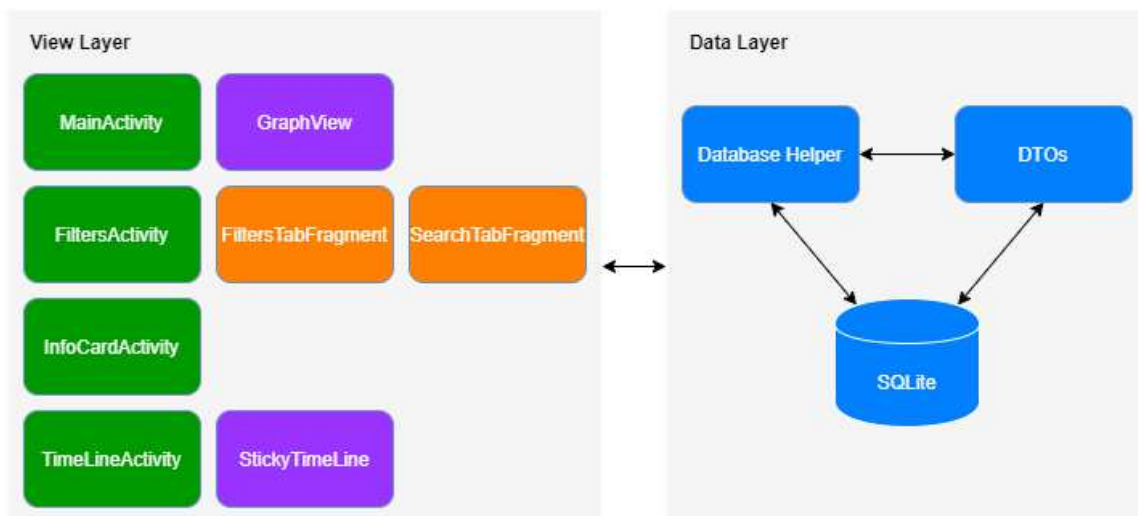 View Layer
MainActivity
GraphView
FiltersActivity
FiltersTabFragment
SearchTabFragment
InfoCardActivity
TimeLineActivity
StickyTimeLine
Data Layer
Database Helper
DTOs
SQLite